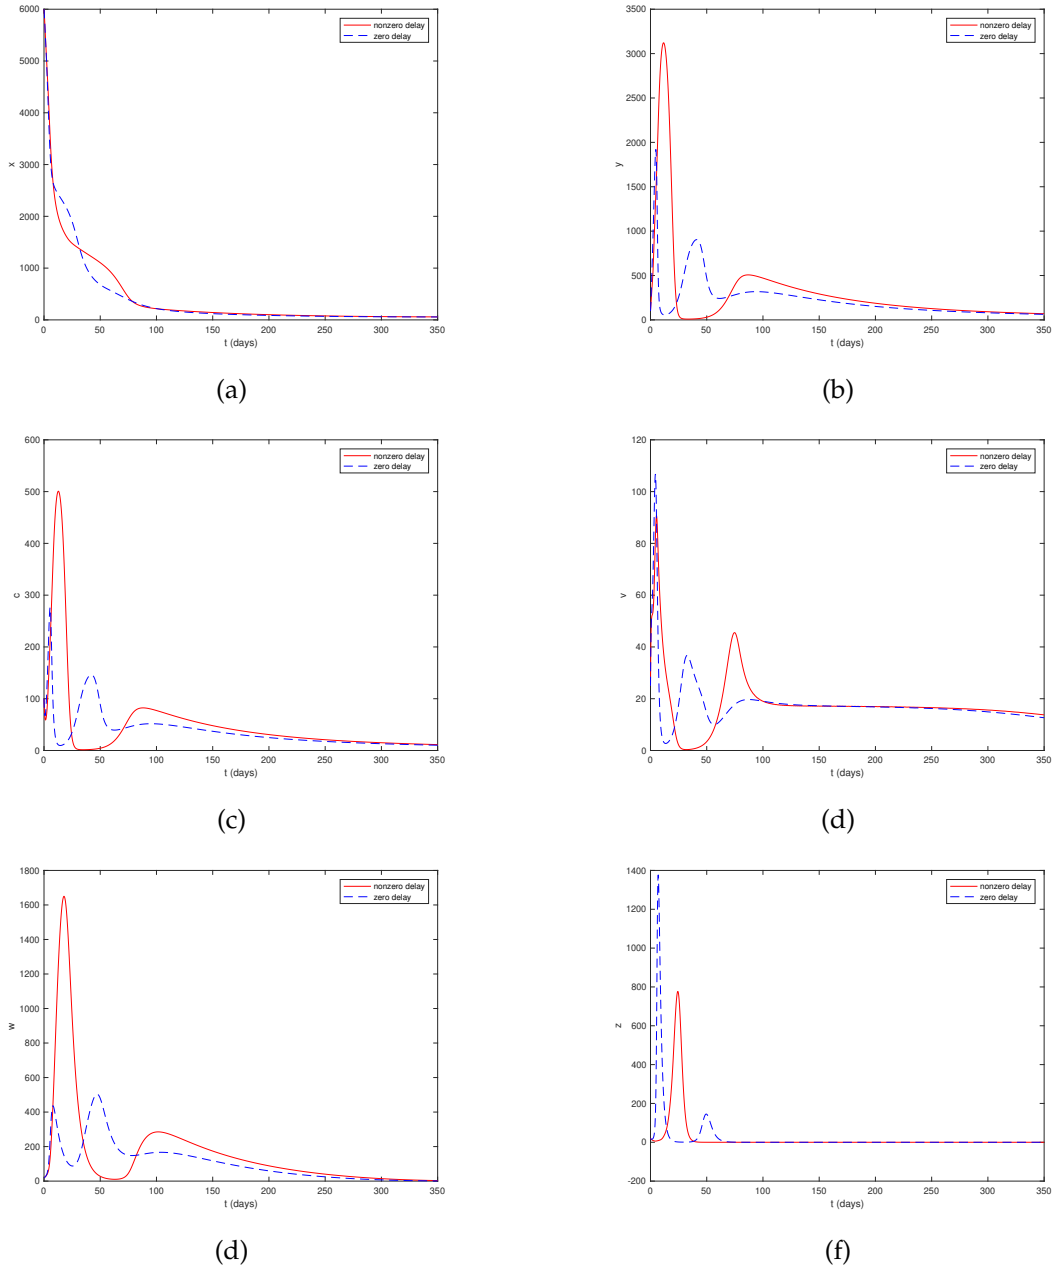 nonzero delay
zero delay
6000
5000
4000
3000
2000
1000
0
x
0 50 100 150 200 250 300 350
t (days)
(a)
nonzero delay
zero delay
3500
3000
2500
2000
1500
1000
500
0
y
0 50 100 150 200 250 300 350
t (days)
(b)
nonzero delay
zero delay
600
500
400
300
200
100
0
c
0 50 100 150 200 250 300 350
t (days)
(c)
nonzero delay
zero delay
120
100
80
60
40
20
0
v
0 50 100 150 200 250 300 350
t (days)
(d)
nonzero delay
zero delay
1800
1600
1400
1200
1000
800
600
400
200
0
w
0 50 100 150 200 250 300 350
t (days)
(d)
nonzero delay
zero delay
1400
1200
1000
800
600
400
200
0
-200
z
0 50 100 150 200 250 300 350
t (days)
(f)